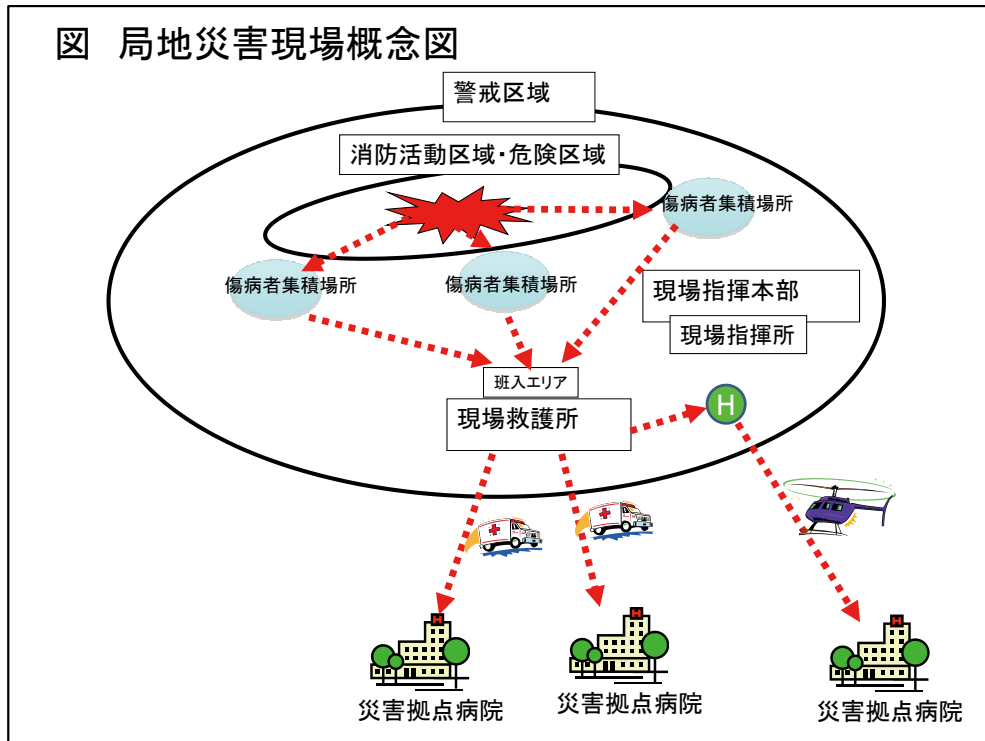 図 局地災害現場概念図
警戒区域
消防活動区域・危険区域
傷病者集積場所
傷病者集積場所
傷病者集積場所
現場指揮本部
現場指揮所
班入エリア
現場救護所
H
H
H
H
災害拠点病院
災害拠点病院
災害拠点病院